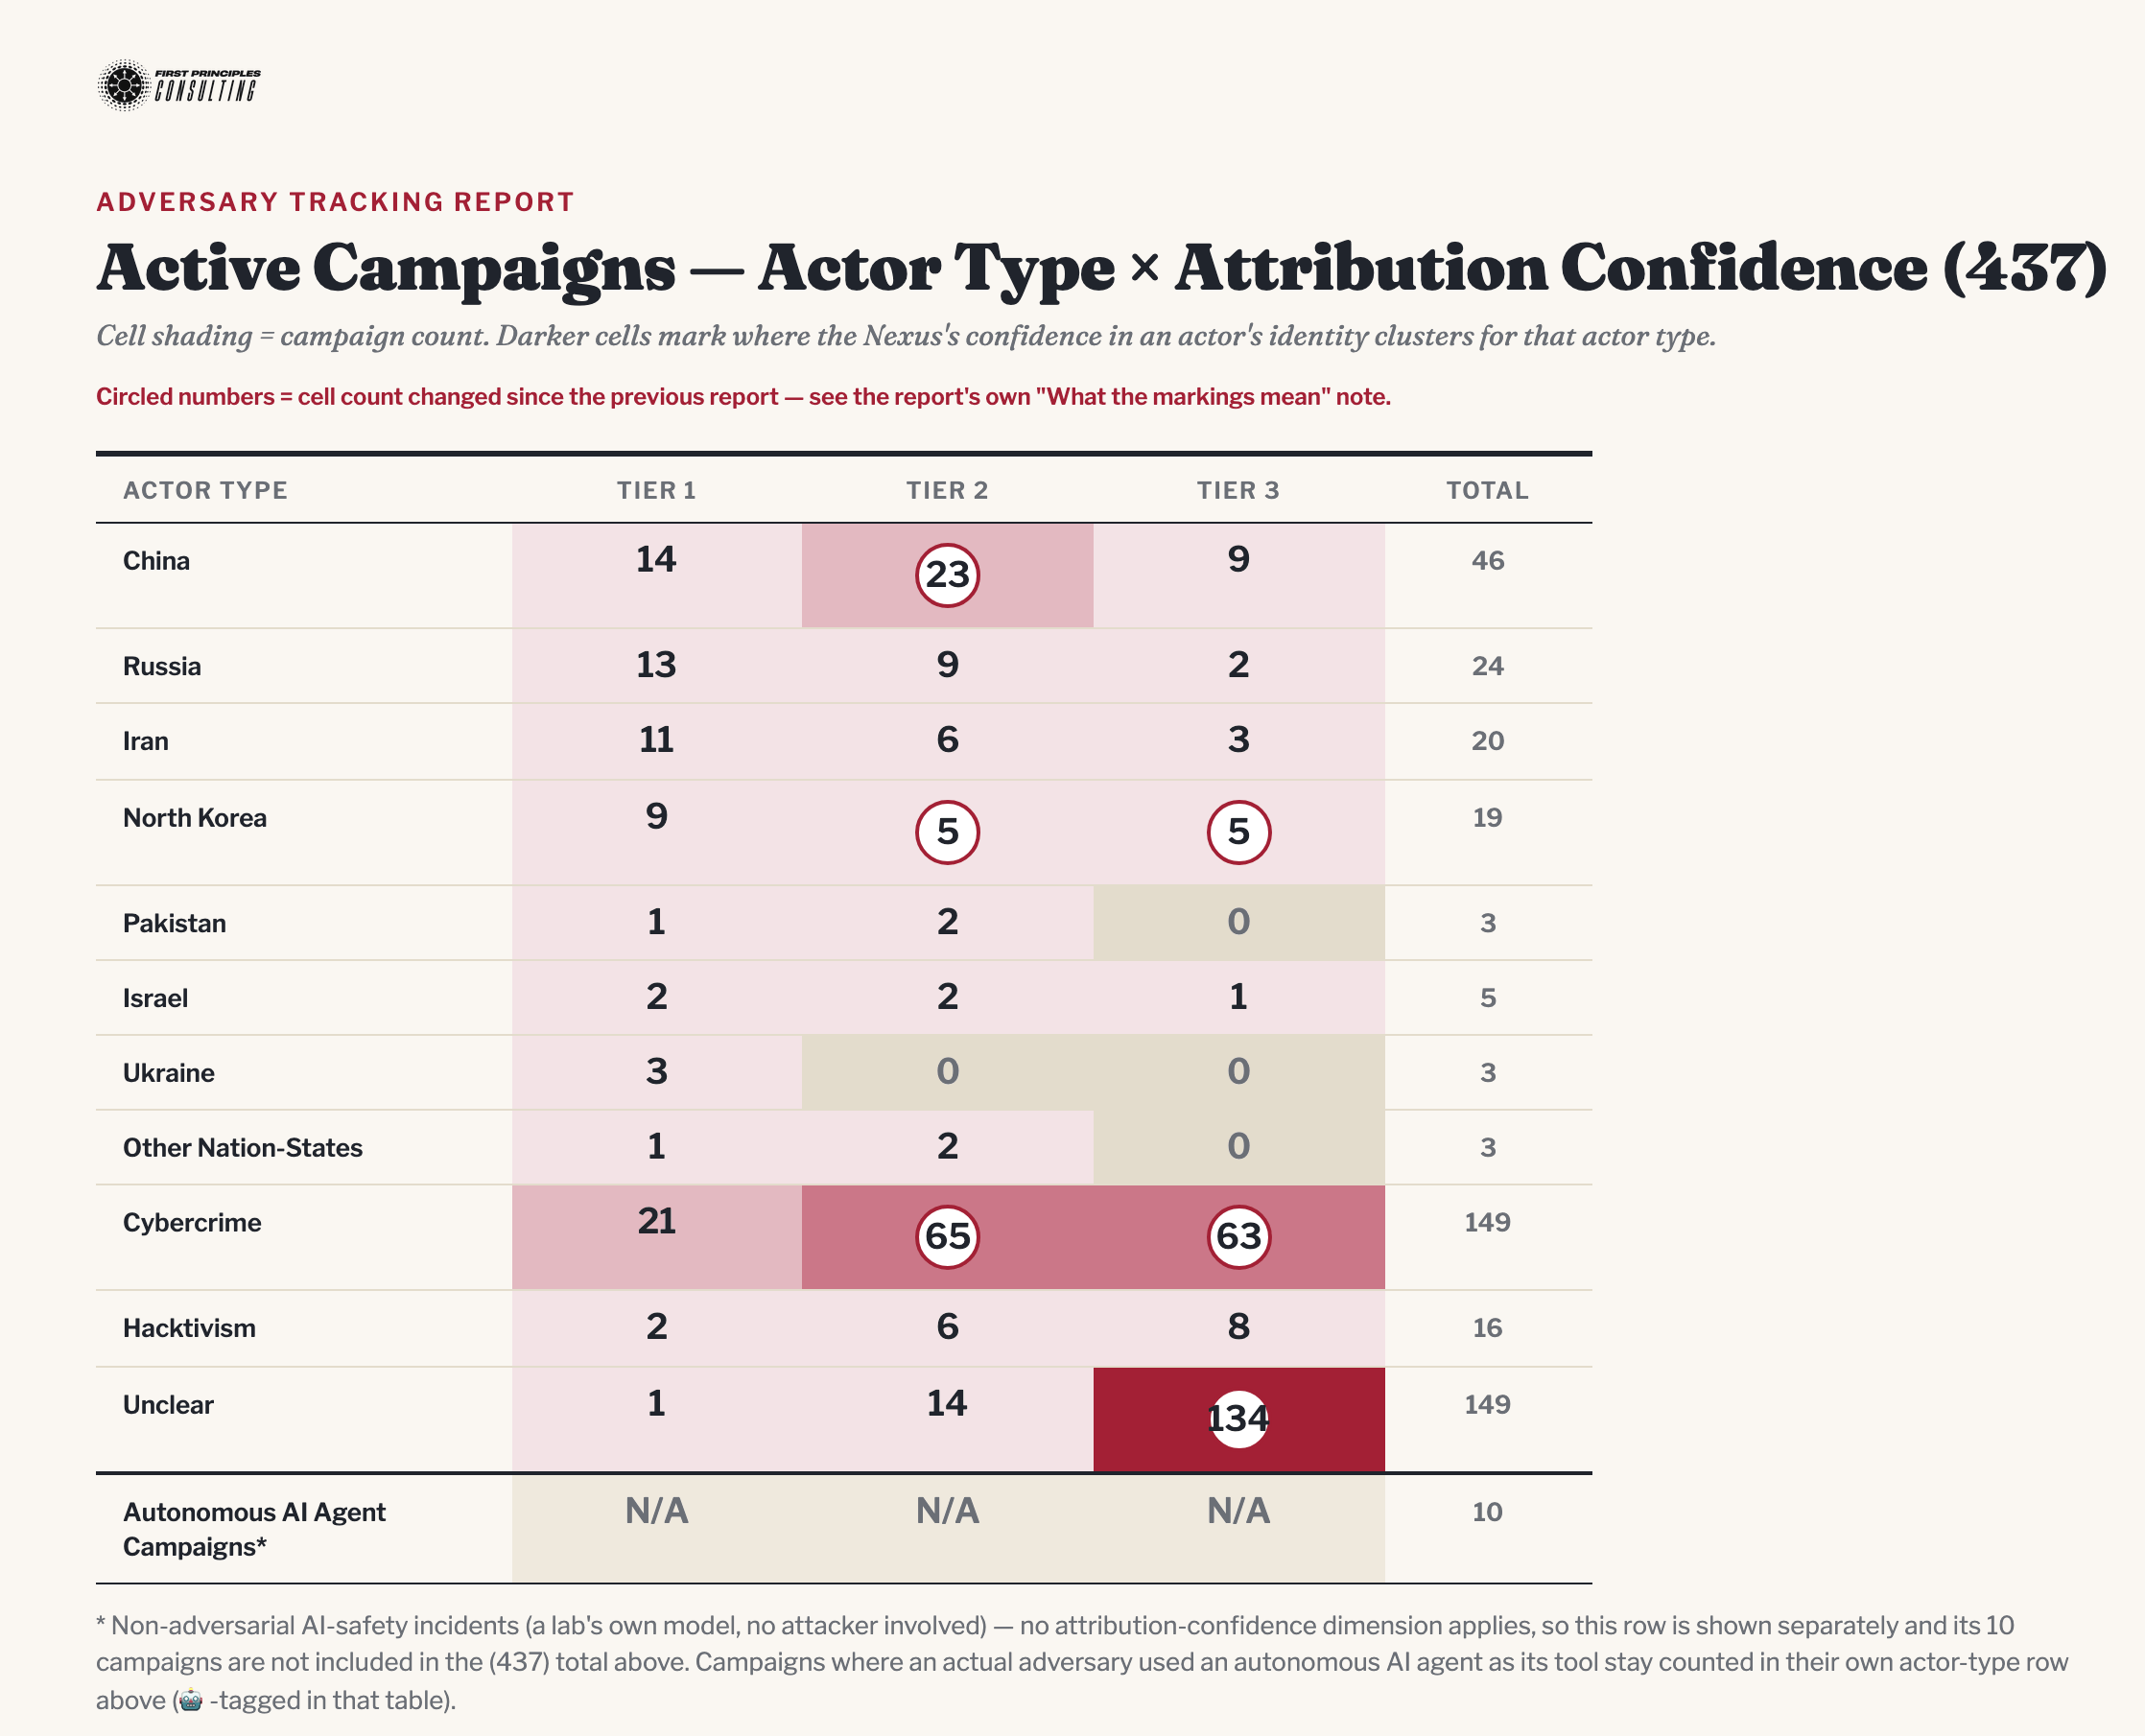 FIRST PRINCIPLES
CONSULTING
ADVERSARY TRACKING REPORT
Active Campaigns — Actor Type × Attribution Confidence (437)
Cell shading = campaign count. Darker cells mark where the Nexus's confidence in an actor's identity clusters for that actor type.
Circled numbers = cell count changed since the previous report — see the report's own "What the markings mean" note.
ACTOR TYPE TIER 1 TIER 2 TIER 3 TOTAL
China 14 23 9 46
Russia 13 9 2 24
Iran 11 6 3 20
North Korea 9 5 5 19
Pakistan 1 2 0 3
Israel 2 2 1 5
Ukraine 3 0 0 3
Other Nation-States 1 2 0 3
Cybercrime 21 65 63 149
Hacktivism 2 6 8 16
Unclear 1 14 134 149
Autonomous AI Agent N/A N/A N/A 10
Campaigns*
* Non-adversarial AI-safety incidents (a lab's own model, no attacker involved) — no attribution-confidence dimension applies, so this row is shown separately and its 10
campaigns are not included in the (437) total above. Campaigns where an actual adversary used an autonomous AI agent as its tool stay counted in their own actor-type row
above (🤖 -tagged in that table).